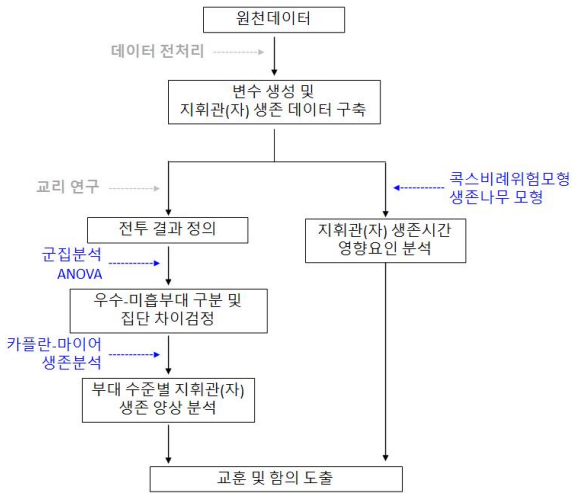 원천데이터
데이터 전처리
변수 생성 및
지휘관(자) 생존 데이터 구축
교리 연구
콕스비례위험모형
생존나무 모형
전투 결과 정의
지휘관(자) 생존시간
영향요인 분석
군집분석
ANOVA
우수-미흡부대 구분 및
집단 차이검정
카플란-마이어
생존분석
부대 수준별 지휘관(자)
생존 양상 분석
교훈 및 함의 도출